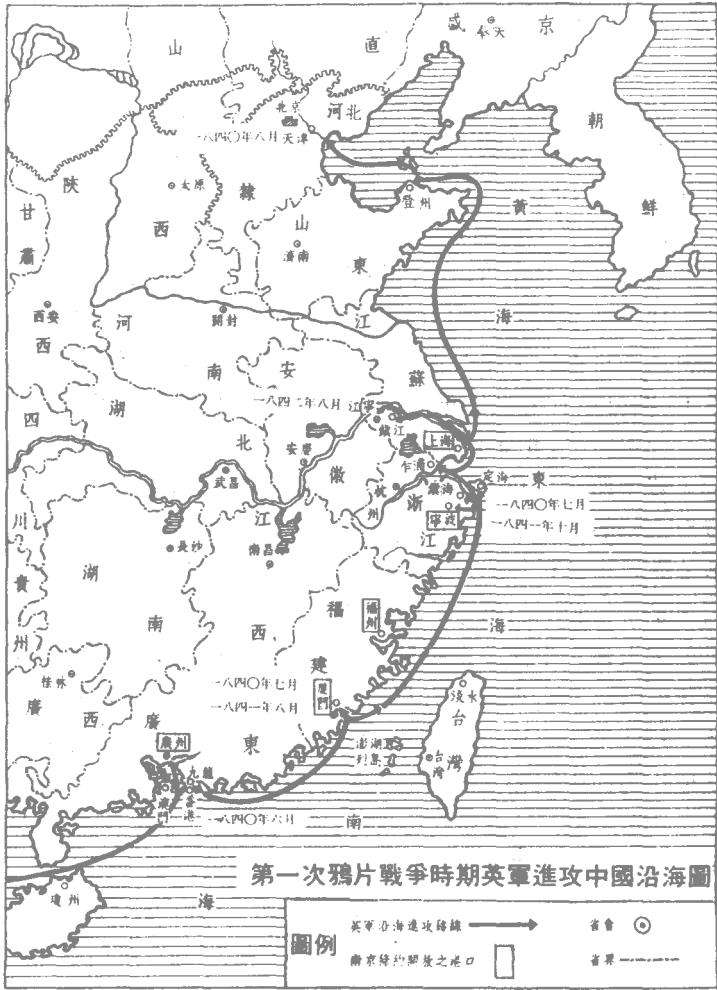 盛京
奉天
直隸
山西
北京
河北
一八四〇年八月
天津
朝鮮
陝西
太原
登州
黃海
甘肅
山東
濟南
西安
河南
開封
江蘇
安徽
一八四二年八月
江寧
鎮江
上海
湖北
安慶
乍浦
四川
武昌
杭州
浙江
鎮海
定海
東海
一八四〇年七月
一八四一年十月
寧波
江西
長沙
南昌
湖南
貴州
福建
福州
桂林
一八四〇年七月
一八四一年八月
廈門
淡水
台灣
廣西
廣東
廣州
澎湖列島
台灣
九龍
香港
澳門
一八四〇年六月
南海
瓊州
第一次鴉片戰爭時期英軍進攻中國沿海圖
圖例
英軍沿海進攻路線
省會
南京條約開放之港口
省界